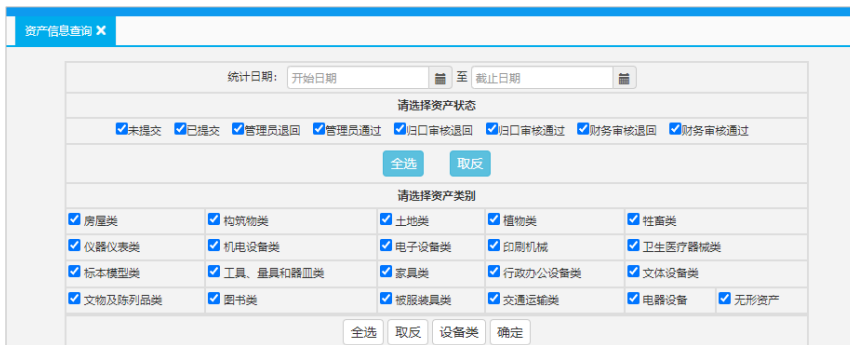 资产信息查询 ×
统计日期： 开始日期 至 截止日期
请选择资产状态
未提交 已提交 管理员退回 管理员通过 归口审核退回 归口审核通过 财务审核退回 财务审核通过
全选 取反
请选择资产类别
房屋类 构筑物类 土地类 植物类 牲畜类
仪器仪表类 机电设备类 电子设备类 印刷机械 卫生医疗器械类
标本模型类 工具、量具和器皿类 家具类 行政办公设备类 文体设备类
文物及陈列品类 图书类 被服装具类 交通运输类 电器设备 无形资产
全选 取反 设备类 确定